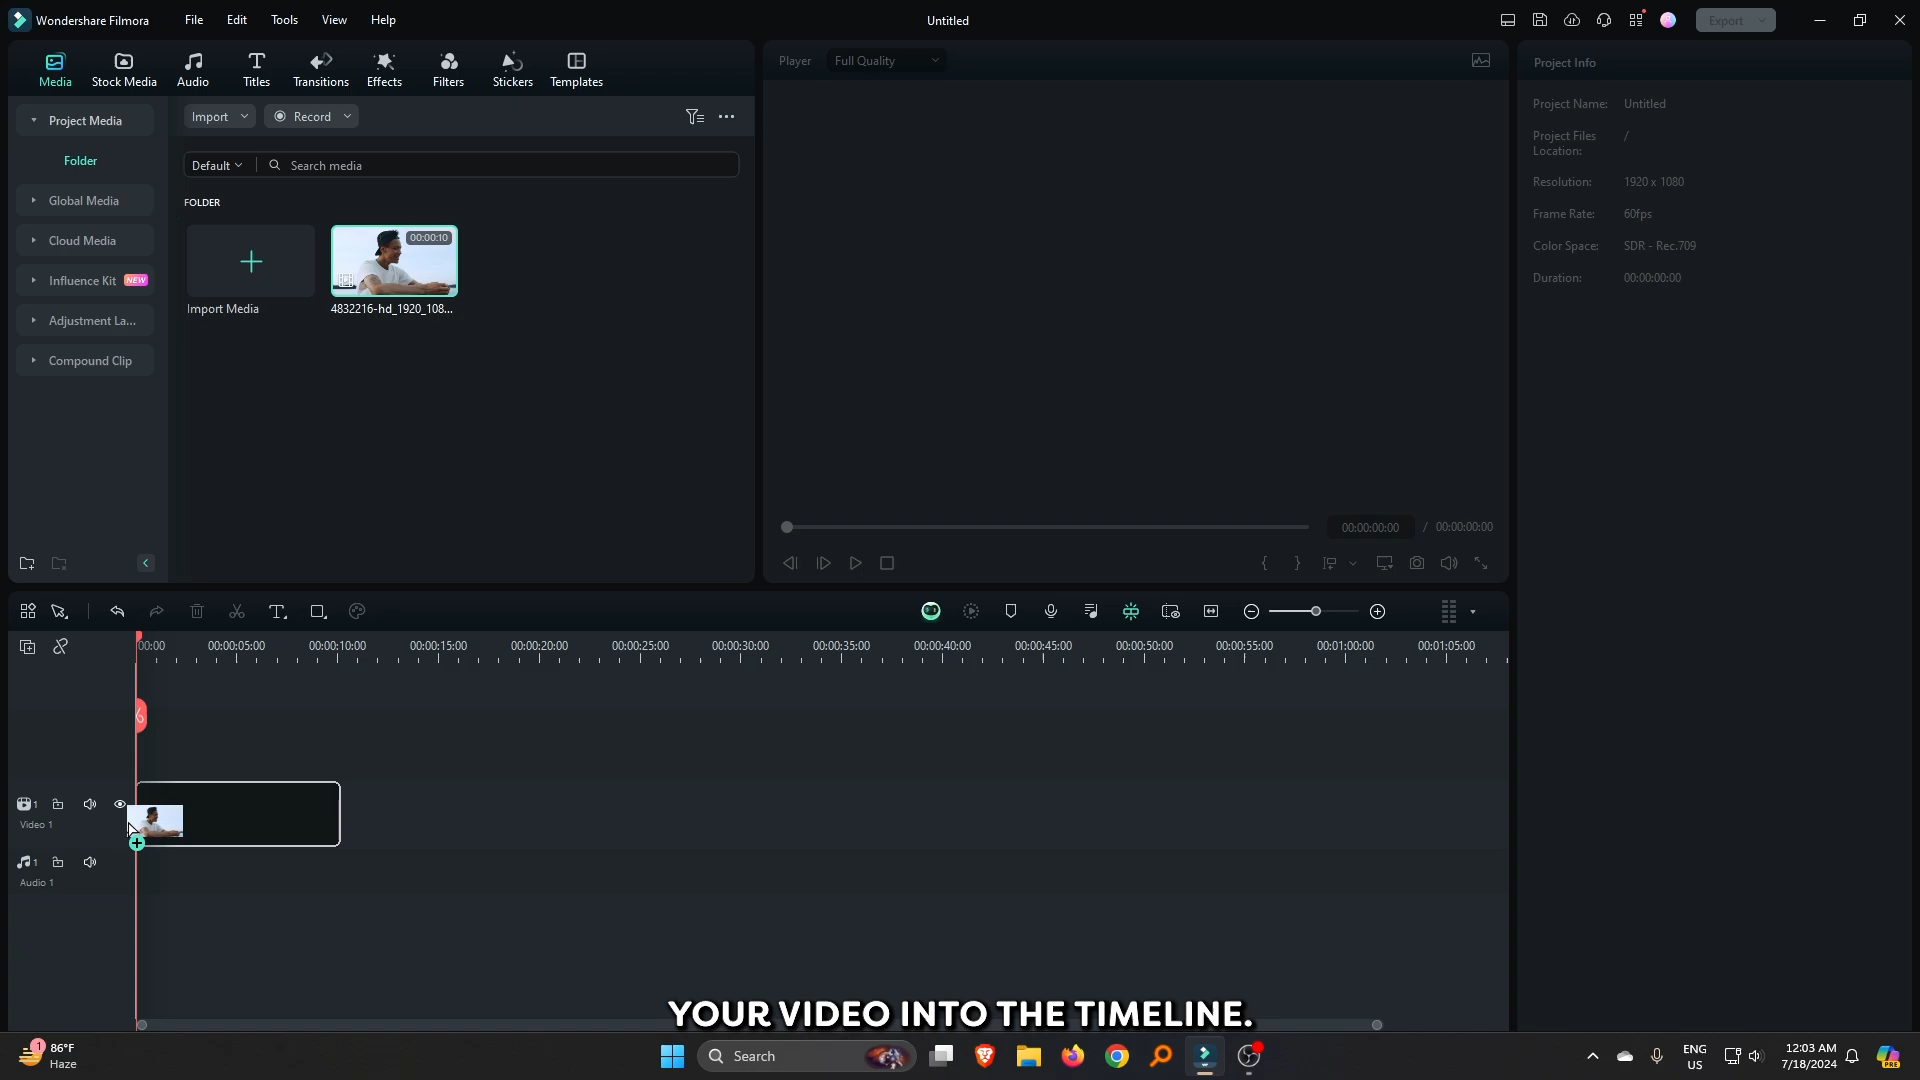 Wondershare Filmora
File
Edit
Tools
View
Help
Untitled
Export
Media
Stock Media
Audio
Titles
Transitions
Effects
Filters
Stickers
Templates
Player
Full Quality
Project Info
Project Media
Import
Record
Project Name: Untitled
Project Files Location: /
Folder
Default
Search media
Resolution: 1920 x 1080
Global Media
FOLDER
Frame Rate: 60fps
Cloud Media
00:00:10
Color Space: SDR - Rec.709
Influence Kit NEW
Duration: 00:00:00:00
Import Media
4832216-hd_1920_108...
Adjustment La...
Compound Clip
00:00:00:00 / 00:00:00:00
00:00
00:00:05:00
00:00:10:00
00:00:15:00
00:00:20:00
00:00:25:00
00:00:30:00
00:00:35:00
00:00:40:00
00:00:45:00
00:00:50:00
00:00:55:00
00:01:00:00
00:01:05:00
1
Video 1
1
Audio 1
YOUR VIDEO INTO THE TIMELINE.
1
86°F
Haze
Search
ENG
US
12:03 AM
7/18/2024
PRE